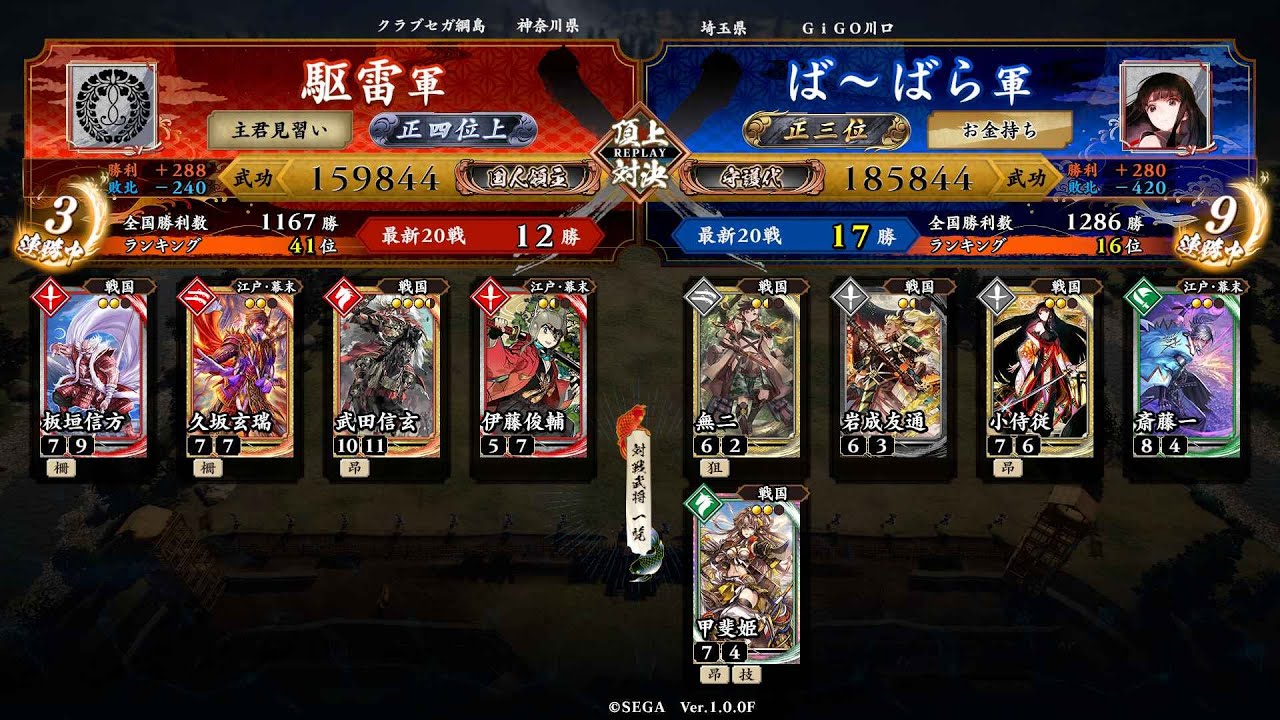 クラブセガ綱島 神奈川県
埼玉県 GiGO川口
駆雷軍
ば～ばら軍
主君見習い
正四位上
正三位
お金持ち
頂上
REPLAY
対決
勝利 +288
敗北 -240
武功
159844
国人領主
守護代
185844
武功
勝利 +280
敗北 -420
3
連勝中
全国勝利数 1167勝
ランキング 41位
最新20戦 12勝
最新20戦 17勝
全国勝利数 1286勝
ランキング 16位
9
連勝中
戦国
板垣信方
7 9
柵
江戸・幕末
久坂玄瑞
7 7
柵
戦国
武田信玄
10 11
昂
江戸・幕末
伊藤俊輔
5 7
対戦武将一覧
戦国
無二
6 2
狙
戦国
岩成友通
6 3
戦国
小侍従
7 6
昂
江戸・幕末
斎藤一
8 4
戦国
甲斐姫
7 4
昂 技
©SEGA Ver.1.0.0F